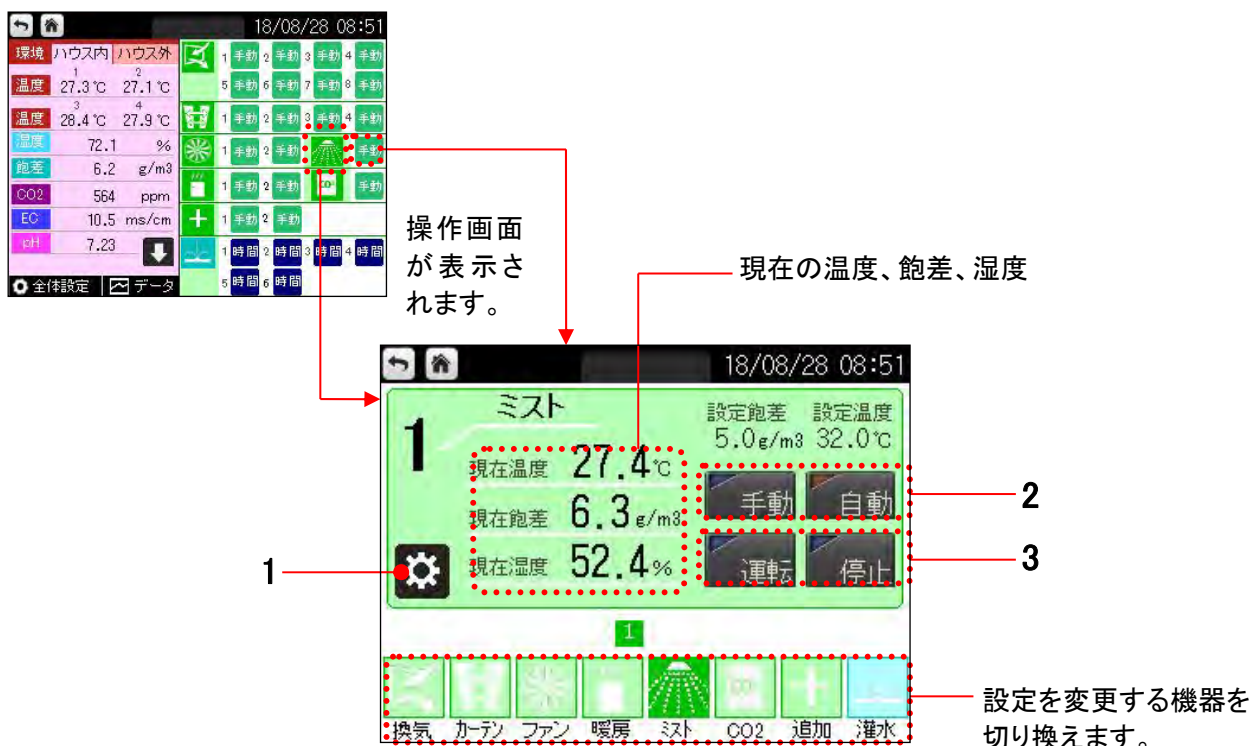 18/08/28 08:51
環境 ハウス内 ハウス外
1 2
温度 27.3℃ 27.1℃
3 4
温度 28.4℃ 27.9℃
湿度 72.1 %
飽差 6.2 g/m3
CO2 564 ppm
EC 10.5 ms/cm
pH 7.23
全体設定 データ
1 手動 2 手動 3 手動 4 手動
5 手動 6 手動 7 手動 8 手動
1 手動 2 手動 3 手動 4 手動
1 手動 2 手動 手動
1 手動 2 手動 CO2 手動
1 手動 2 手動
1 時間 2 時間 3 時間 4 時間
5 時間 6 時間
操作画面
が表示さ
れます。
現在の温度、飽差、湿度
18/08/28 08:51
1 ミスト
設定飽差 設定温度
5.0g/m3 32.0℃
現在温度 27.4℃
現在飽差 6.3g/m3
現在湿度 52.4%
手動 自動
運転 停止
1
2
3
1
換気 カーテン ファン 暖房 ミスト CO2 追加 灌水
設定を変更する機器を
切り換えます。